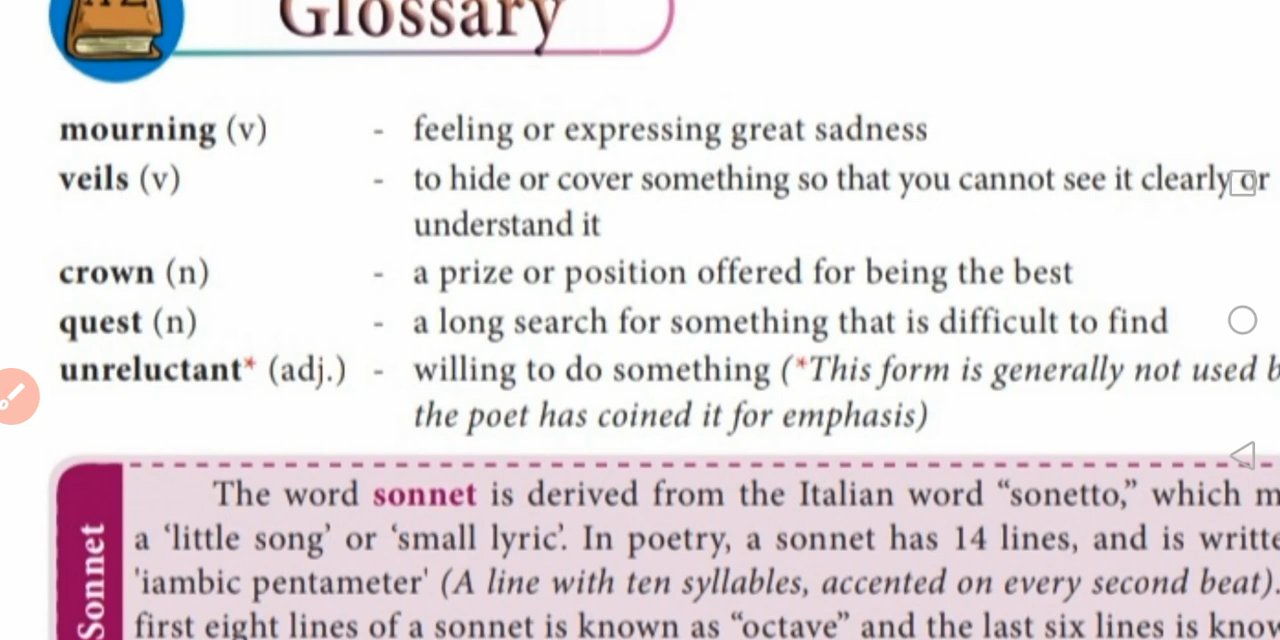 Glossary
mourning (v) - feeling or expressing great sadness
veils (v) - to hide or cover something so that you cannot see it clearly or
understand it
crown (n) - a prize or position offered for being the best
quest (n) - a long search for something that is difficult to find
unreluctant* (adj.) - willing to do something (*This form is generally not used
the poet has coined it for emphasis)
Sonnet
The word sonnet is derived from the Italian word “sonetto,” which
a ‘little song’ or ‘small lyric’. In poetry, a sonnet has 14 lines, and is
'iambic pentameter' (A line with ten syllables, accented on every second beat).
first eight lines of a sonnet is known as “octave” and the last six lines is